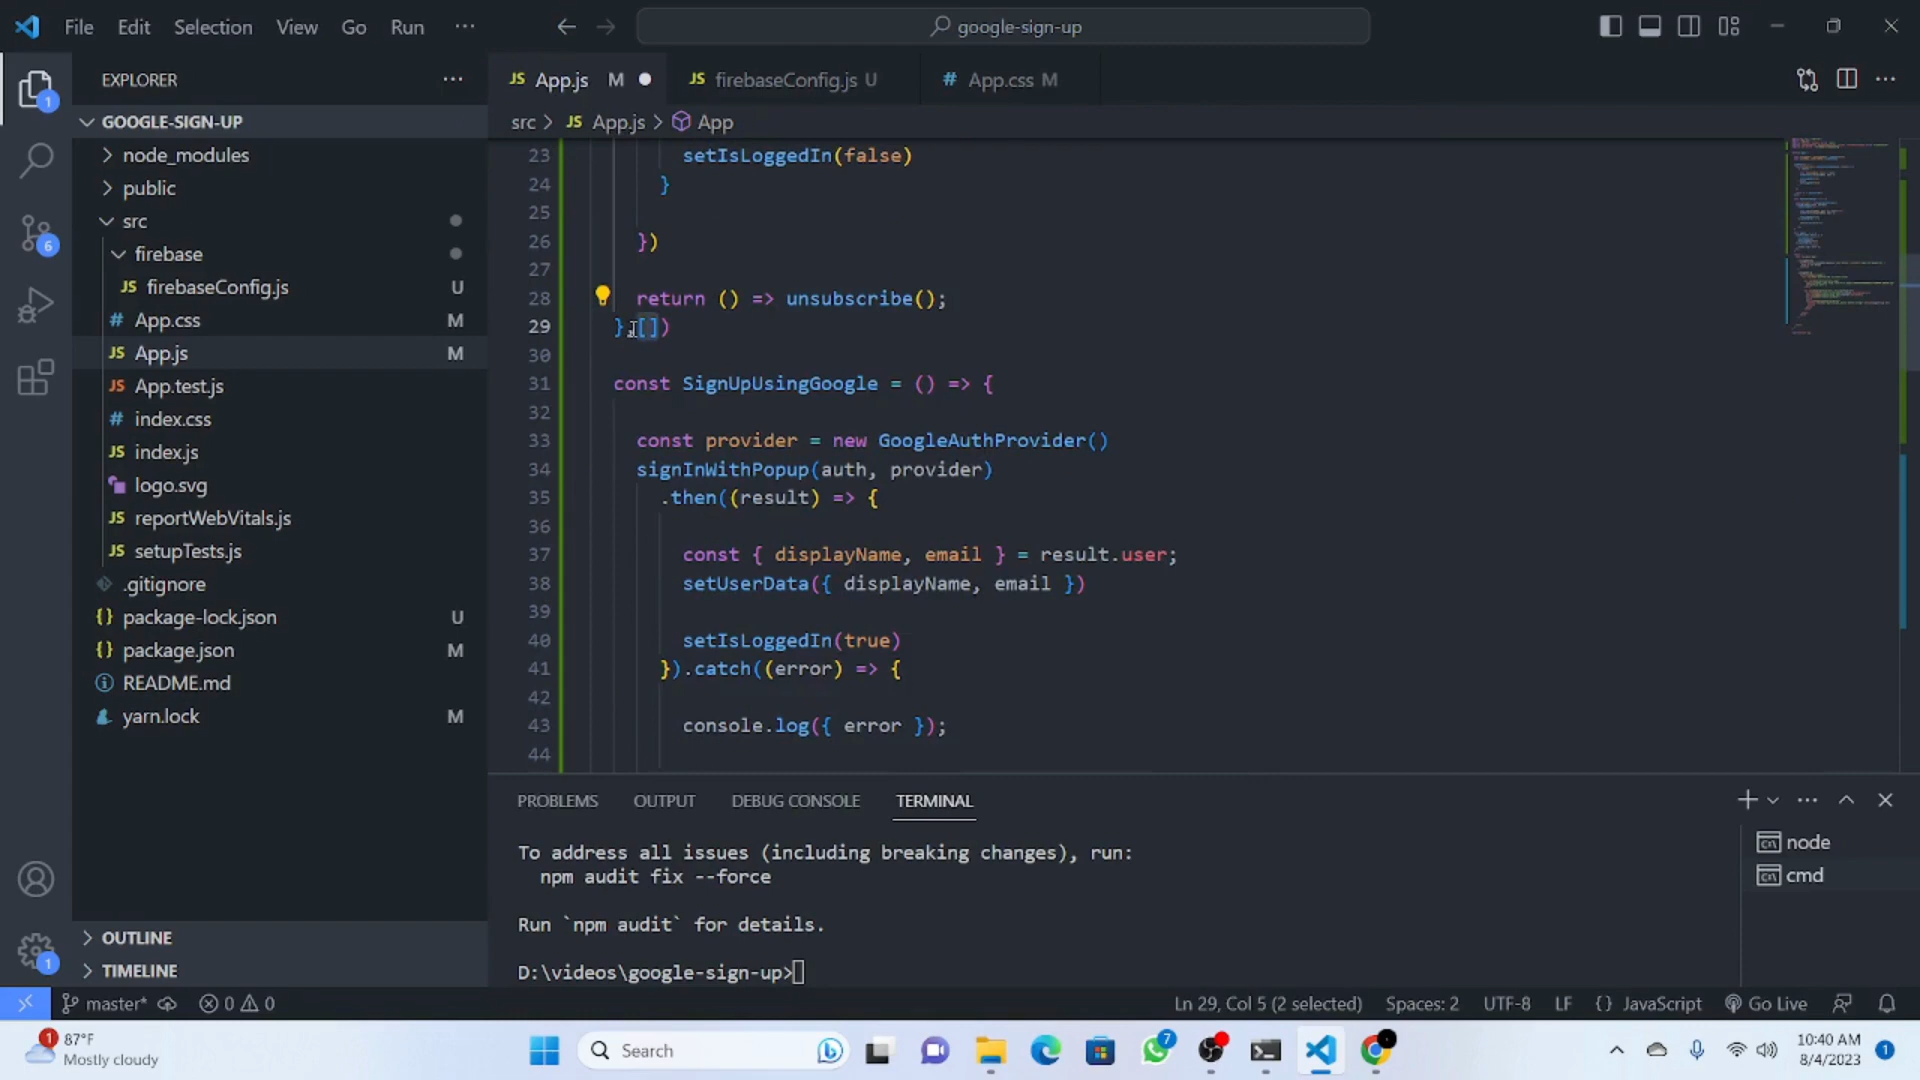 File Edit Selection View Go Run ··· google-sign-up
EXPLORER ···
GOOGLE-SIGN-UP
node_modules
public
src
firebase
JS firebaseConfig.js U
# App.css M
JS App.js M
JS App.test.js
# index.css
JS index.js
logo.svg
JS reportWebVitals.js
JS setupTests.js
.gitignore
{} package-lock.json U
{} package.json M
README.md
yarn.lock M
OUTLINE
TIMELINE
1
6
1
JS App.js M JS firebaseConfig.js U # App.css M
src > JS App.js > App
23 setIsLoggedIn(false)
24 }
25
26 })
27
28 return () => unsubscribe();
29 },[])
30
31 const SignUpUsingGoogle = () => {
32
33 const provider = new GoogleAuthProvider()
34 signInWithPopup(auth, provider)
35 .then((result) => {
36
37 const { displayName, email } = result.user;
38 setUserData({ displayName, email })
39
40 setIsLoggedIn(true)
41 }).catch((error) => {
42
43 console.log({ error });
44
PROBLEMS OUTPUT DEBUG CONSOLE TERMINAL
To address all issues (including breaking changes), run:
npm audit fix --force
Run `npm audit` for details.
D:\videos\google-sign-up>
node
cmd
master* 0 0 Ln 29, Col 5 (2 selected) Spaces: 2 UTF-8 LF {} JavaScript Go Live
1 87°F
Mostly cloudy
Search
7
10:40 AM
8/4/2023
1